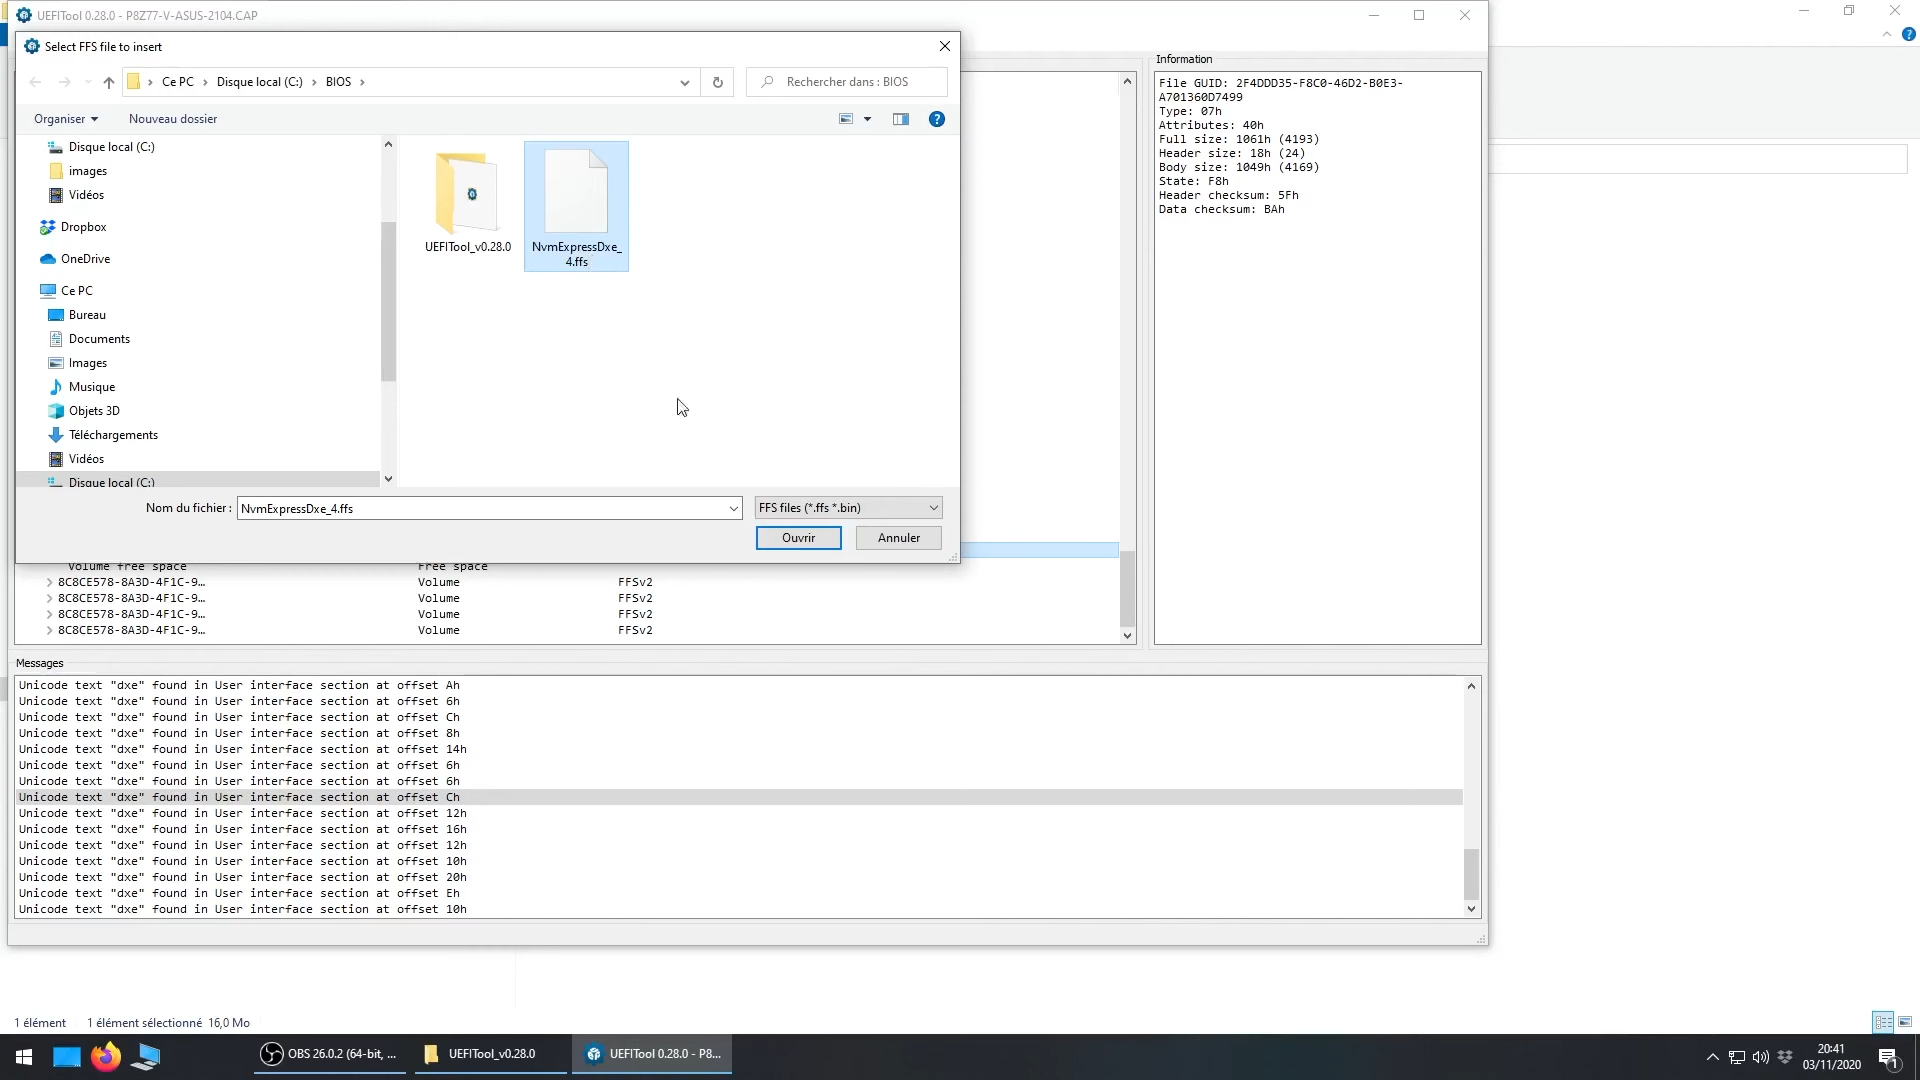 UEFITool 0.28.0 - P8Z77-V-ASUS-2104.CAP
Select FFS file to insert
Ce PC
Disque local (C:)
BIOS
Rechercher dans : BIOS
Organiser
Nouveau dossier
Disque local (C:)
images
Vidéos
Dropbox
OneDrive
Ce PC
Bureau
Documents
Images
Musique
Objets 3D
Téléchargements
Vidéos
Disque local (C:)
UEFITool_v0.28.0
NvmExpressDxe_
4.ffs
Nom du fichier :
NvmExpressDxe_4.ffs
FFS files (*.ffs *.bin)
Ouvrir
Annuler
Information
File GUID: 2F4DDD35-F8C0-46D2-B0E3-
A701360D7499
Type: 07h
Attributes: 40h
Full size: 1061h (4193)
Header size: 18h (24)
Body size: 1049h (4169)
State: F8h
Header checksum: 5Fh
Data checksum: BAh
Volume free space Free space
8C8CE578-8A3D-4F1C-9… Volume FFSv2
8C8CE578-8A3D-4F1C-9… Volume FFSv2
8C8CE578-8A3D-4F1C-9… Volume FFSv2
8C8CE578-8A3D-4F1C-9… Volume FFSv2
Messages
Unicode text "dxe" found in User interface section at offset Ah
Unicode text "dxe" found in User interface section at offset 6h
Unicode text "dxe" found in User interface section at offset Ch
Unicode text "dxe" found in User interface section at offset 8h
Unicode text "dxe" found in User interface section at offset 14h
Unicode text "dxe" found in User interface section at offset 6h
Unicode text "dxe" found in User interface section at offset 6h
Unicode text "dxe" found in User interface section at offset Ch
Unicode text "dxe" found in User interface section at offset 12h
Unicode text "dxe" found in User interface section at offset 16h
Unicode text "dxe" found in User interface section at offset 12h
Unicode text "dxe" found in User interface section at offset 10h
Unicode text "dxe" found in User interface section at offset 20h
Unicode text "dxe" found in User interface section at offset Eh
Unicode text "dxe" found in User interface section at offset 10h
1 élément 1 élément sélectionné 16,0 Mo
OBS 26.0.2 (64-bit, ...
UEFITool_v0.28.0
UEFITool 0.28.0 - P8...
20:41
03/11/2020
1